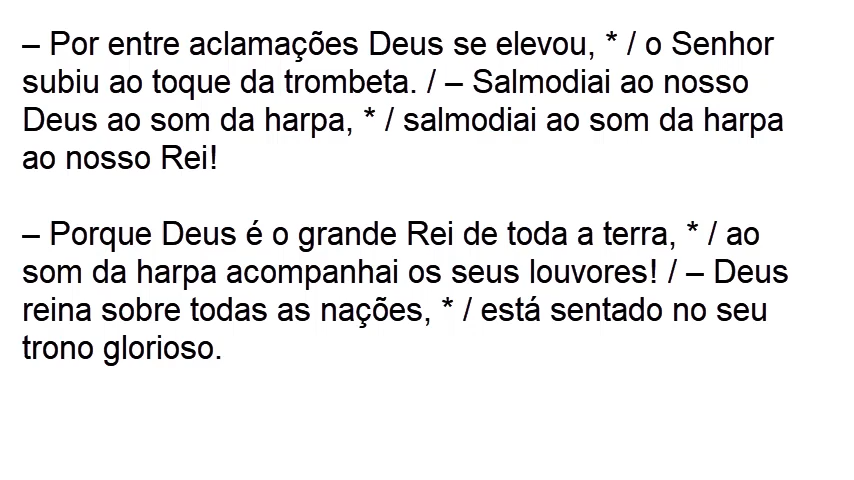 – Por entre aclamações Deus se elevou, * / o Senhor
subiu ao toque da trombeta. / – Salmodiai ao nosso
Deus ao som da harpa, * / salmodiai ao som da harpa
ao nosso Rei!
– Porque Deus é o grande Rei de toda a terra, * / ao
som da harpa acompanhai os seus louvores! / – Deus
reina sobre todas as nações, * / está sentado no seu
trono glorioso.